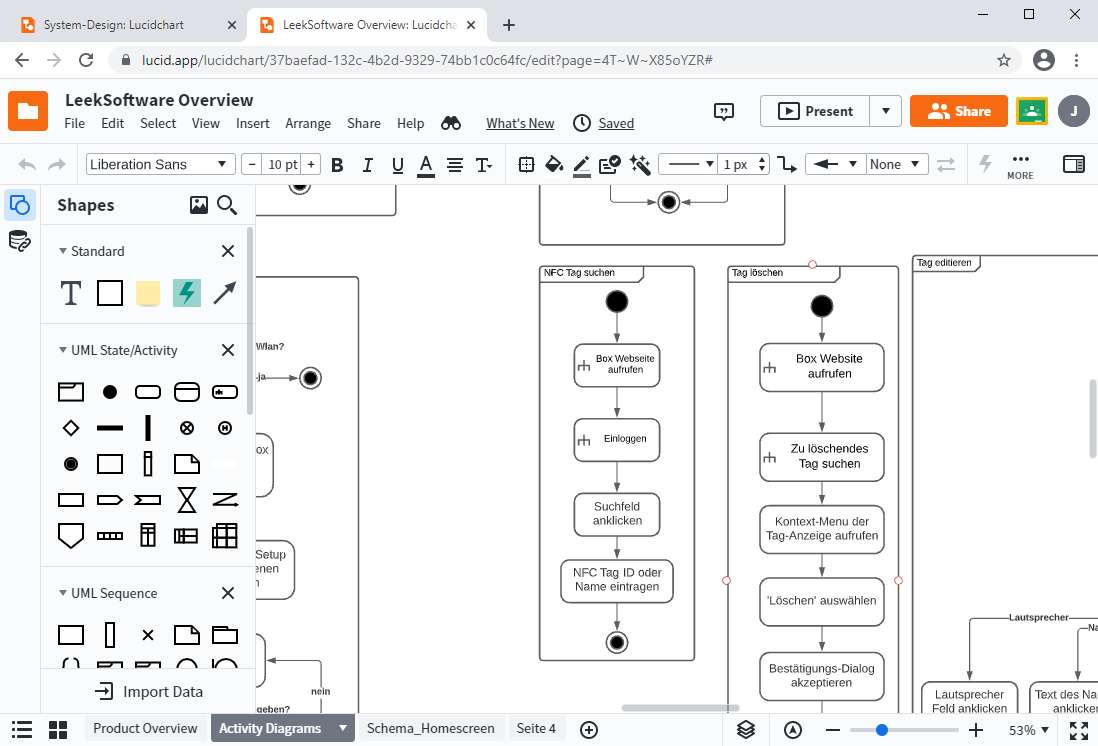 System-Design: Lucidchart
LeekSoftware Overview: Lucidcha
lucid.app/lucidchart/37baefad-132c-4b2d-9329-74bb1c0c64fc/edit?page=4T~W~X85oYZR#
LeekSoftware Overview
File Edit Select View Insert Arrange Share Help What's New Saved
Present
Share
J
Liberation Sans
− 10 pt +
B I U A T
1 px
None
MORE
Shapes
Standard
T
UML State/Activity
UML Sequence
Import Data
Wlan?
ja
ox
Setup
enen
n
nein
geben?
NFC Tag suchen
Box Webseite
aufrufen
Einloggen
Suchfeld
anklicken
NFC Tag ID oder
Name eintragen
Tag löschen
Box Website
aufrufen
Zu löschendes
Tag suchen
Kontext-Menu der
Tag-Anzeige aufrufen
'Löschen' auswählen
Bestätigungs-Dialog
akzeptieren
Tag editieren
Lautsprecher
Na
Lautsprecher
Feld anklicken
Text des Na
anklicken
Product Overview
Activity Diagrams
Schema_Homescreen
Seite 4
53%